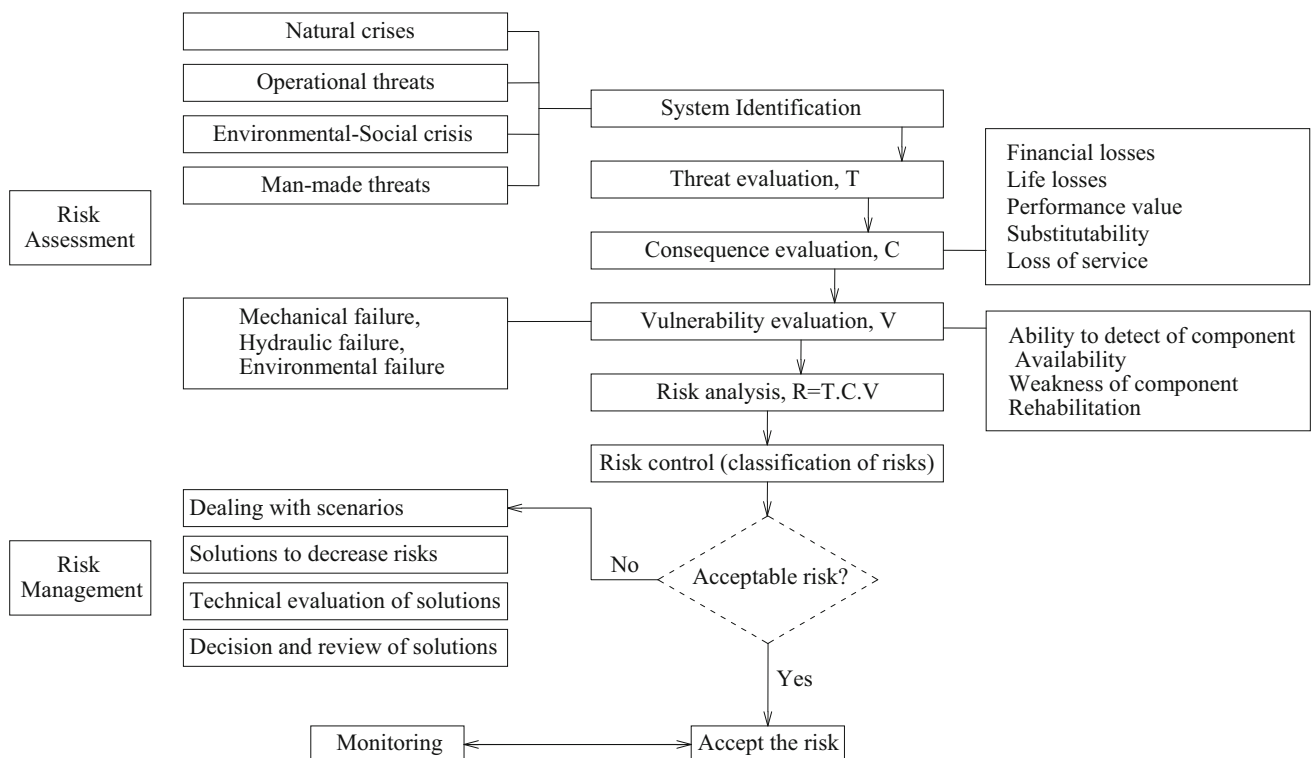 Natural crises
Operational threats
Environmental-Social crisis
Man-made threats
Risk
Assessment
System Identification
Threat evaluation, T
Consequence evaluation, C
Financial losses
Life losses
Performance value
Substitutability
Loss of service
Mechanical failure,
Hydraulic failure,
Environmental failure
Vulnerability evaluation, V
Ability to detect of component
Availability
Weakness of component
Rehabilitation
Risk analysis, R=T.C.V
Risk control (classification of risks)
Risk
Management
Dealing with scenarios
Solutions to decrease risks
Technical evaluation of solutions
Decision and review of solutions
No
Acceptable risk?
Yes
Monitoring
Accept the risk